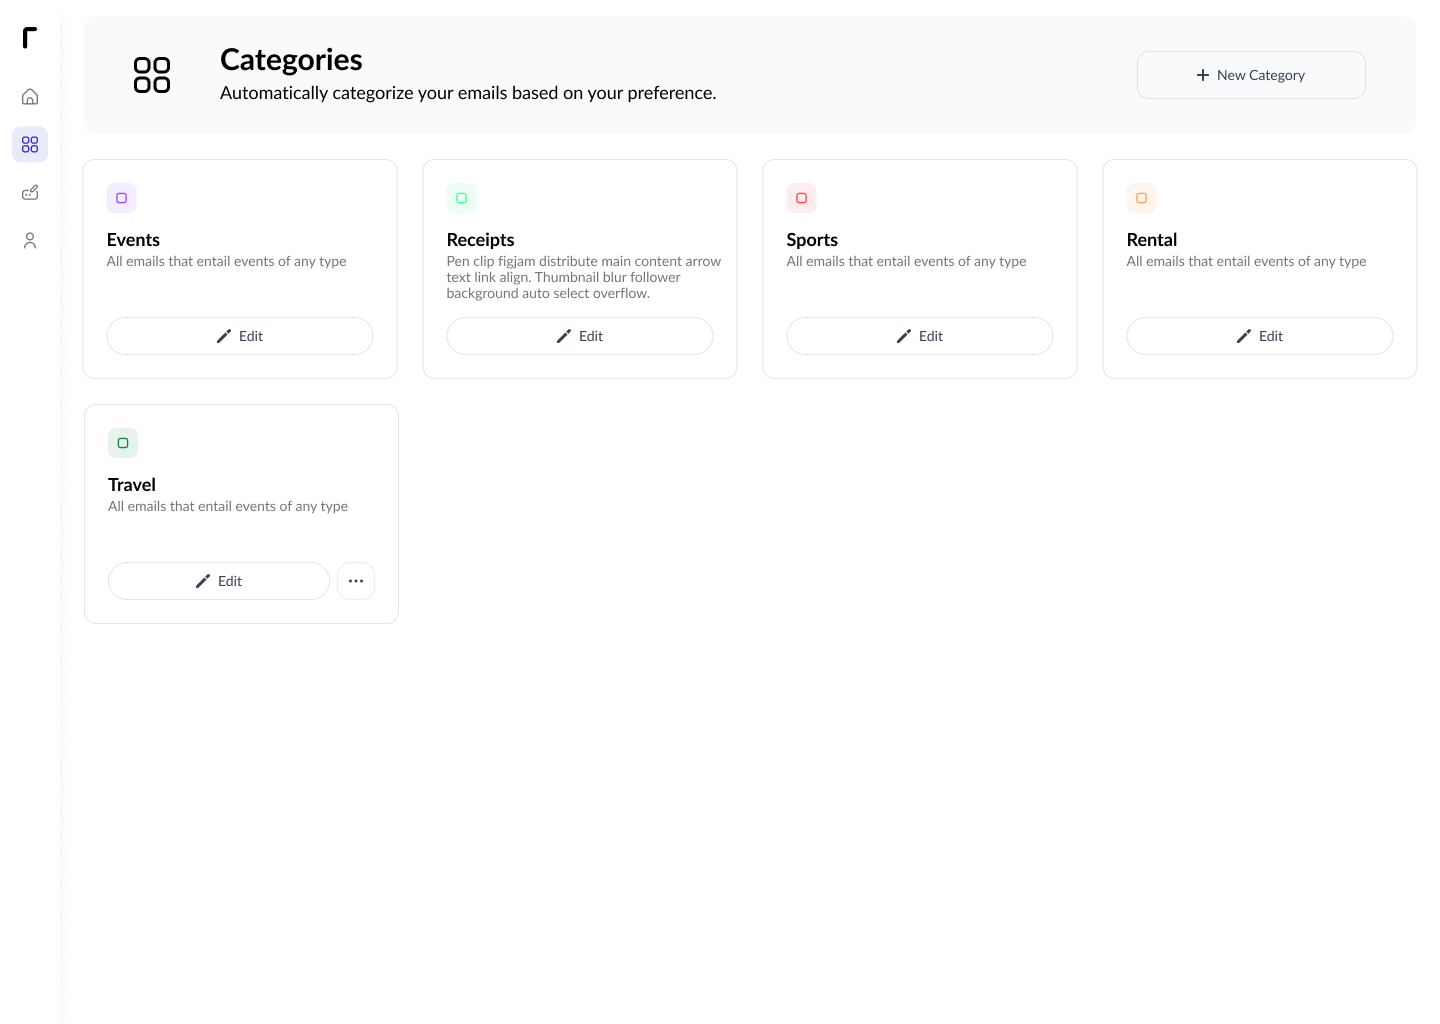 Categories
Automatically categorize your emails based on your preference.
New Category
Events
All emails that entail events of any type
Edit
Receipts
Pen clip figjam distribute main content arrow
text link align. Thumbnail blur follower
background auto select overflow.
Edit
Sports
All emails that entail events of any type
Edit
Rental
All emails that entail events of any type
Edit
Travel
All emails that entail events of any type
Edit